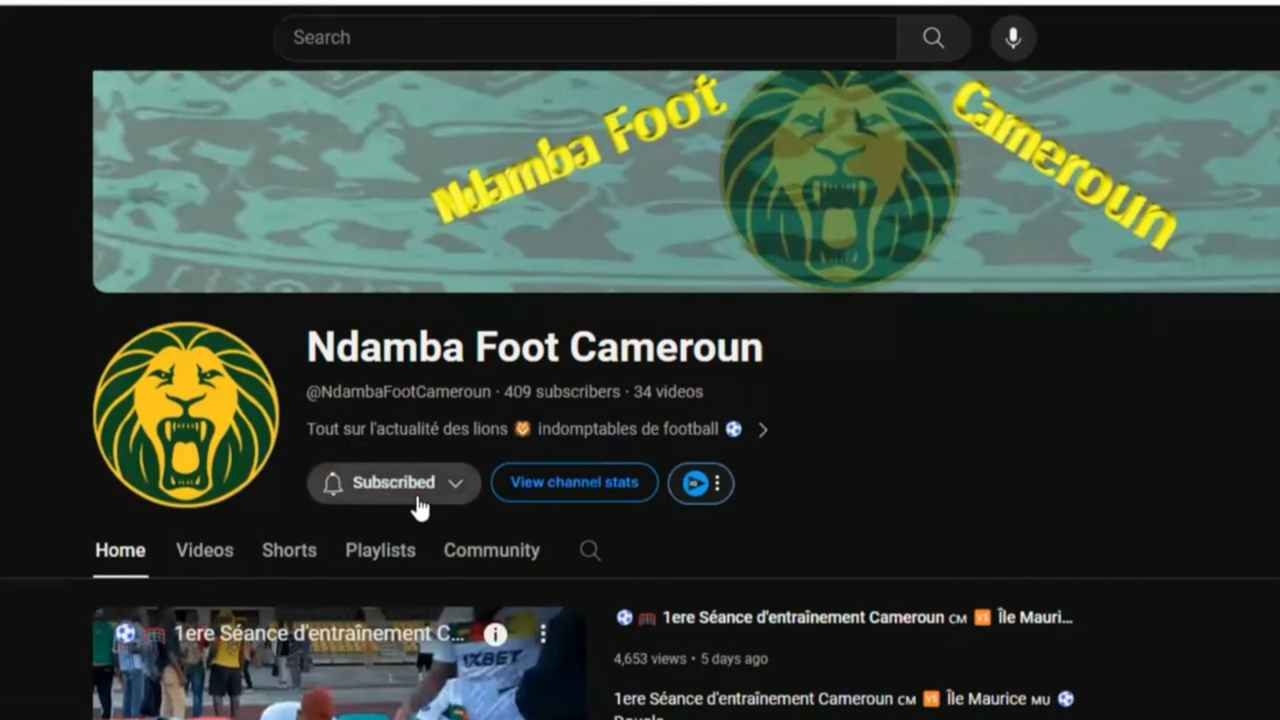 Search
Ndamba Foot Cameroun
Ndamba Foot Cameroun
@NdambaFootCameroun · 409 subscribers · 34 videos
Tout sur l'actualité des lions 🦁 indomptables de football ⚽
Subscribed
View channel stats
Home Videos Shorts Playlists Community
1ere Séance d'entraînement C...
1XBET
⚽ 🥅 1ere Séance d'entraînement Cameroun CM 🆚 Île Mauri...
4,653 views • 5 days ago
1ere Séance d'entraînement Cameroun CM 🆚 Île Maurice MU ⚽